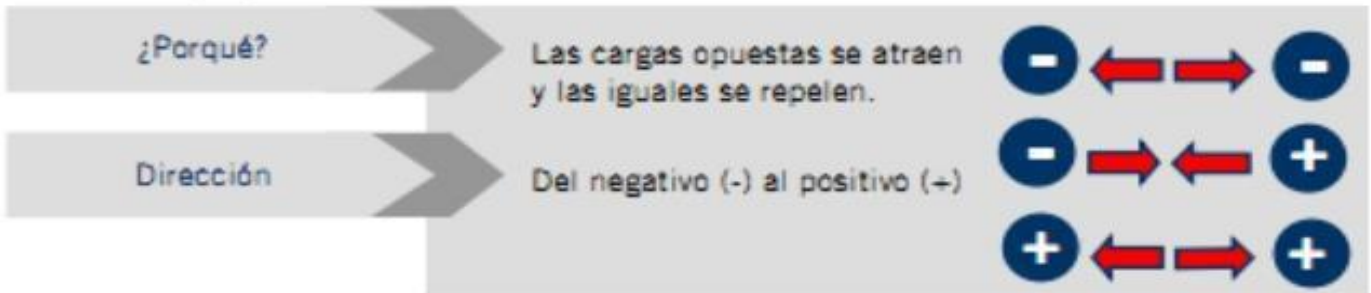 ¿Porqué?
Las cargas opuestas se atraen
y las iguales se repelen.
- -
- +
Dirección
Del negativo (-) al positivo (+)
+ +